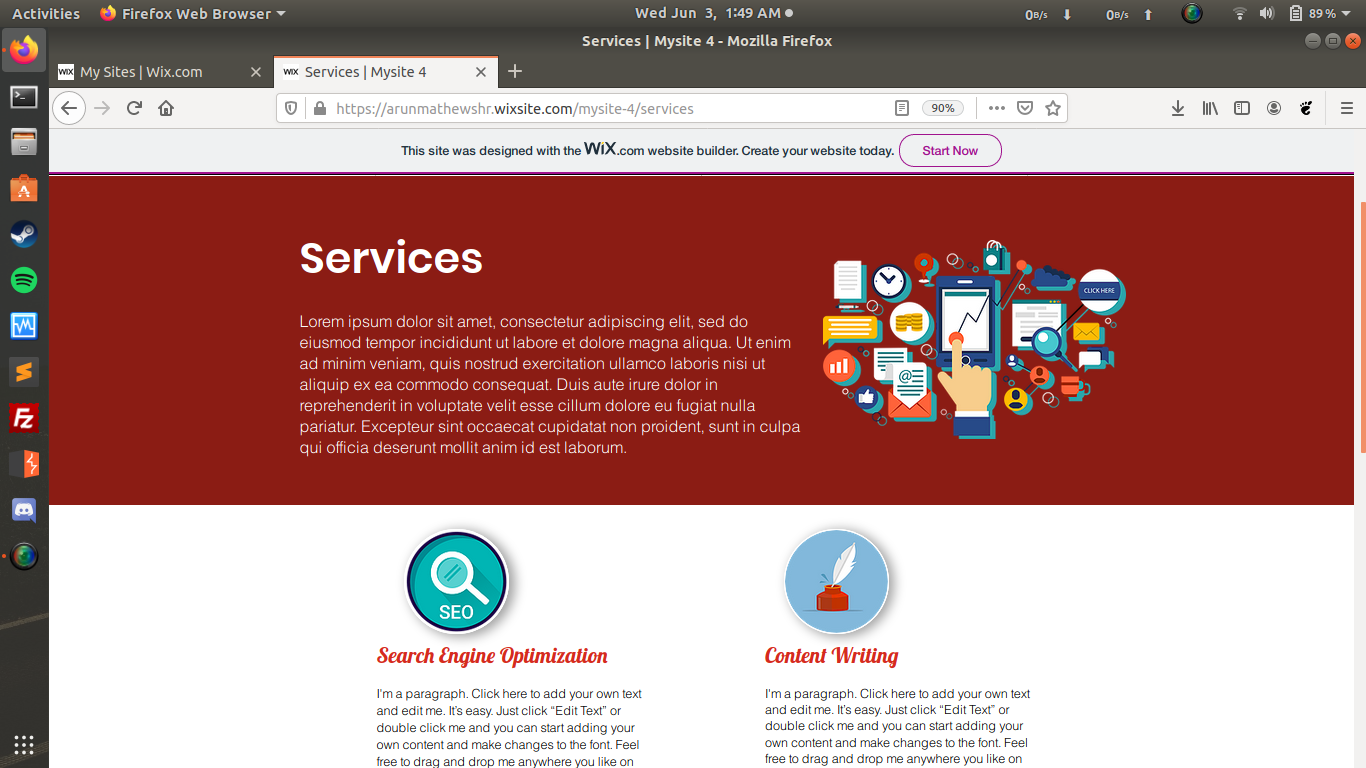 Activities
Firefox Web Browser
Wed Jun 3, 1:49 AM
0B/s
0B/s
89%
Services | Mysite 4 - Mozilla Firefox
WIX My Sites | Wix.com
WIX Services | Mysite 4
https://arunmathewshr.wixsite.com/mysite-4/services
90%
This site was designed with the WiX.com website builder. Create your website today.
Start Now
Services
Lorem ipsum dolor sit amet, consectetur adipiscing elit, sed do
eiusmod tempor incididunt ut labore et dolore magna aliqua. Ut enim
ad minim veniam, quis nostrud exercitation ullamco laboris nisi ut
aliquip ex ea commodo consequat. Duis aute irure dolor in
reprehenderit in voluptate velit esse cillum dolore eu fugiat nulla
pariatur. Excepteur sint occaecat cupidatat non proident, sunt in culpa
qui officia deserunt mollit anim id est laborum.
CLICK HERE
@
SEO
Search Engine Optimization
I'm a paragraph. Click here to add your own text
and edit me. It's easy. Just click “Edit Text” or
double click me and you can start adding your
own content and make changes to the font. Feel
free to drag and drop me anywhere you like on
Content Writing
I'm a paragraph. Click here to add your own text
and edit me. It's easy. Just click “Edit Text” or
double click me and you can start adding your
own content and make changes to the font. Feel
free to drag and drop me anywhere you like on